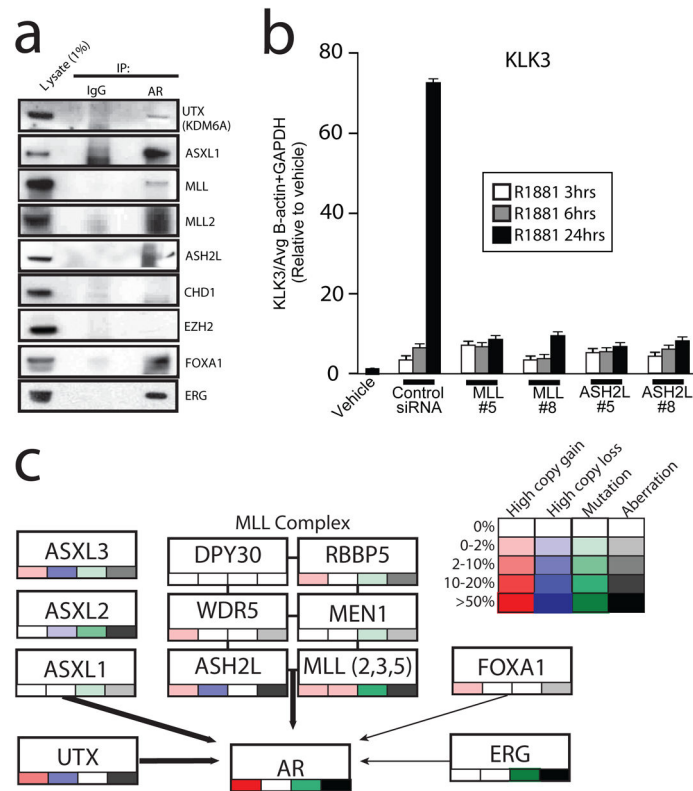 a
Lysate (1%)
IP:
IgG
AR
UTX
(KDM6A)
ASXL1
MLL
MLL2
ASH2L
CHD1
EZH2
FOXA1
ERG
b
KLK3
KLK3/Avg B-actin+GAPDH
(Relative to vehicle)
80
60
40
20
0
R1881 3hrs
R1881 6hrs
R1881 24hrs
Vehicle
Control
siRNA
MLL
#5
MLL
#8
ASH2L
#5
ASH2L
#8
c
High copy gain
High copy loss
Mutation
Aberration
0%
0-2%
2-10%
10-20%
>50%
MLL Complex
ASXL3
DPY30
RBBP5
ASXL2
WDR5
MEN1
ASXL1
ASH2L
MLL (2,3,5)
FOXA1
UTX
AR
ERG